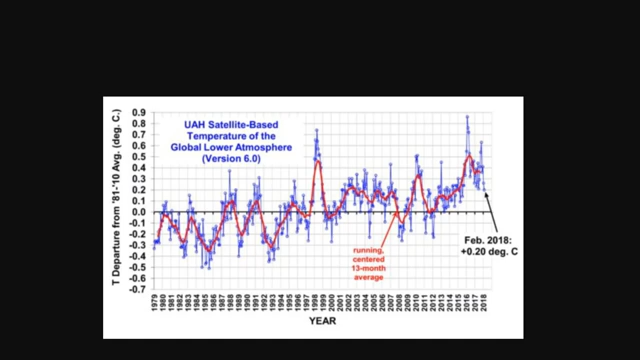 UAH Satellite-Based
Temperature of the
Global Lower Atmosphere
(Version 6.0)
T Departure from '81-'10 Avg. (deg. C.)
0.9
0.8
0.7
0.6
0.5
0.4
0.3
0.2
0.1
0.0
-0.1
-0.2
-0.3
-0.4
-0.5
-0.6
-0.7
running,
centered
13-month
average
Feb. 2018:
+0.20 deg. C
1979 1980 1981 1982 1983 1984 1985 1986 1987 1988 1989 1990 1991 1992 1993 1994 1995 1996 1997 1998 1999 2000 2001 2002 2003 2004 2005 2006 2007 2008 2009 2010 2011 2012 2013 2014 2015 2016 2017 2018
YEAR